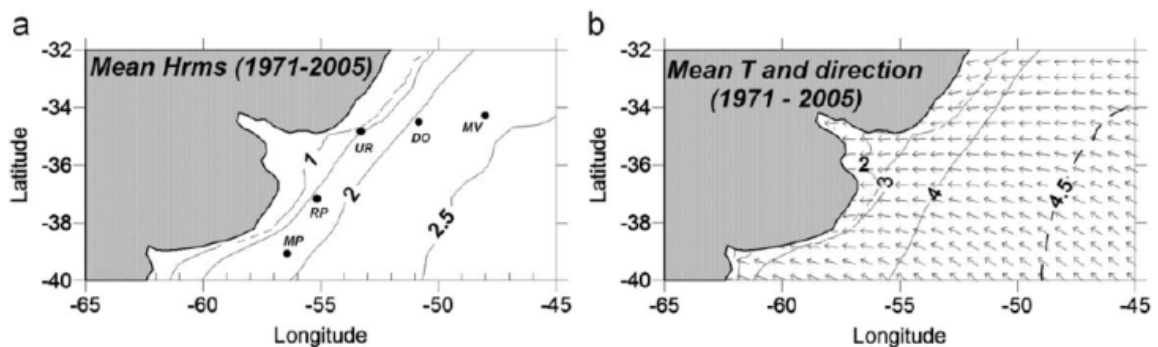 a
Mean Hrms (1971-2005)
-32
-34
-36
-38
-40
Latitude
-65
-60
-55
-50
-45
Longitude
1
2
2.5
UR
DO
MV
RP
MP
b
Mean T and direction
(1971 - 2005)
-32
-34
-36
-38
-40
Latitude
-65
-60
-55
-50
-45
Longitude
2
3
4
4.5